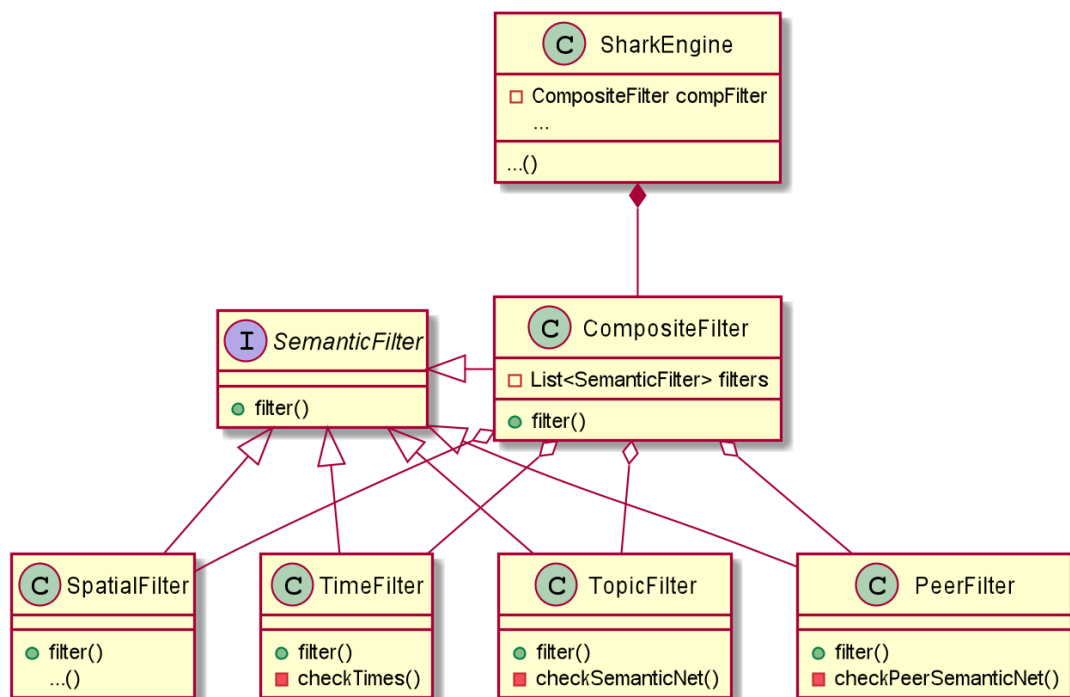 C SharkEngine
CompositeFilter compFilter
...
...()
I SemanticFilter
filter()
C CompositeFilter
List<SemanticFilter> filters
filter()
C SpatialFilter
filter()
...()
C TimeFilter
filter()
checkTimes()
C TopicFilter
filter()
checkSemanticNet()
C PeerFilter
filter()
checkPeerSemanticNet()